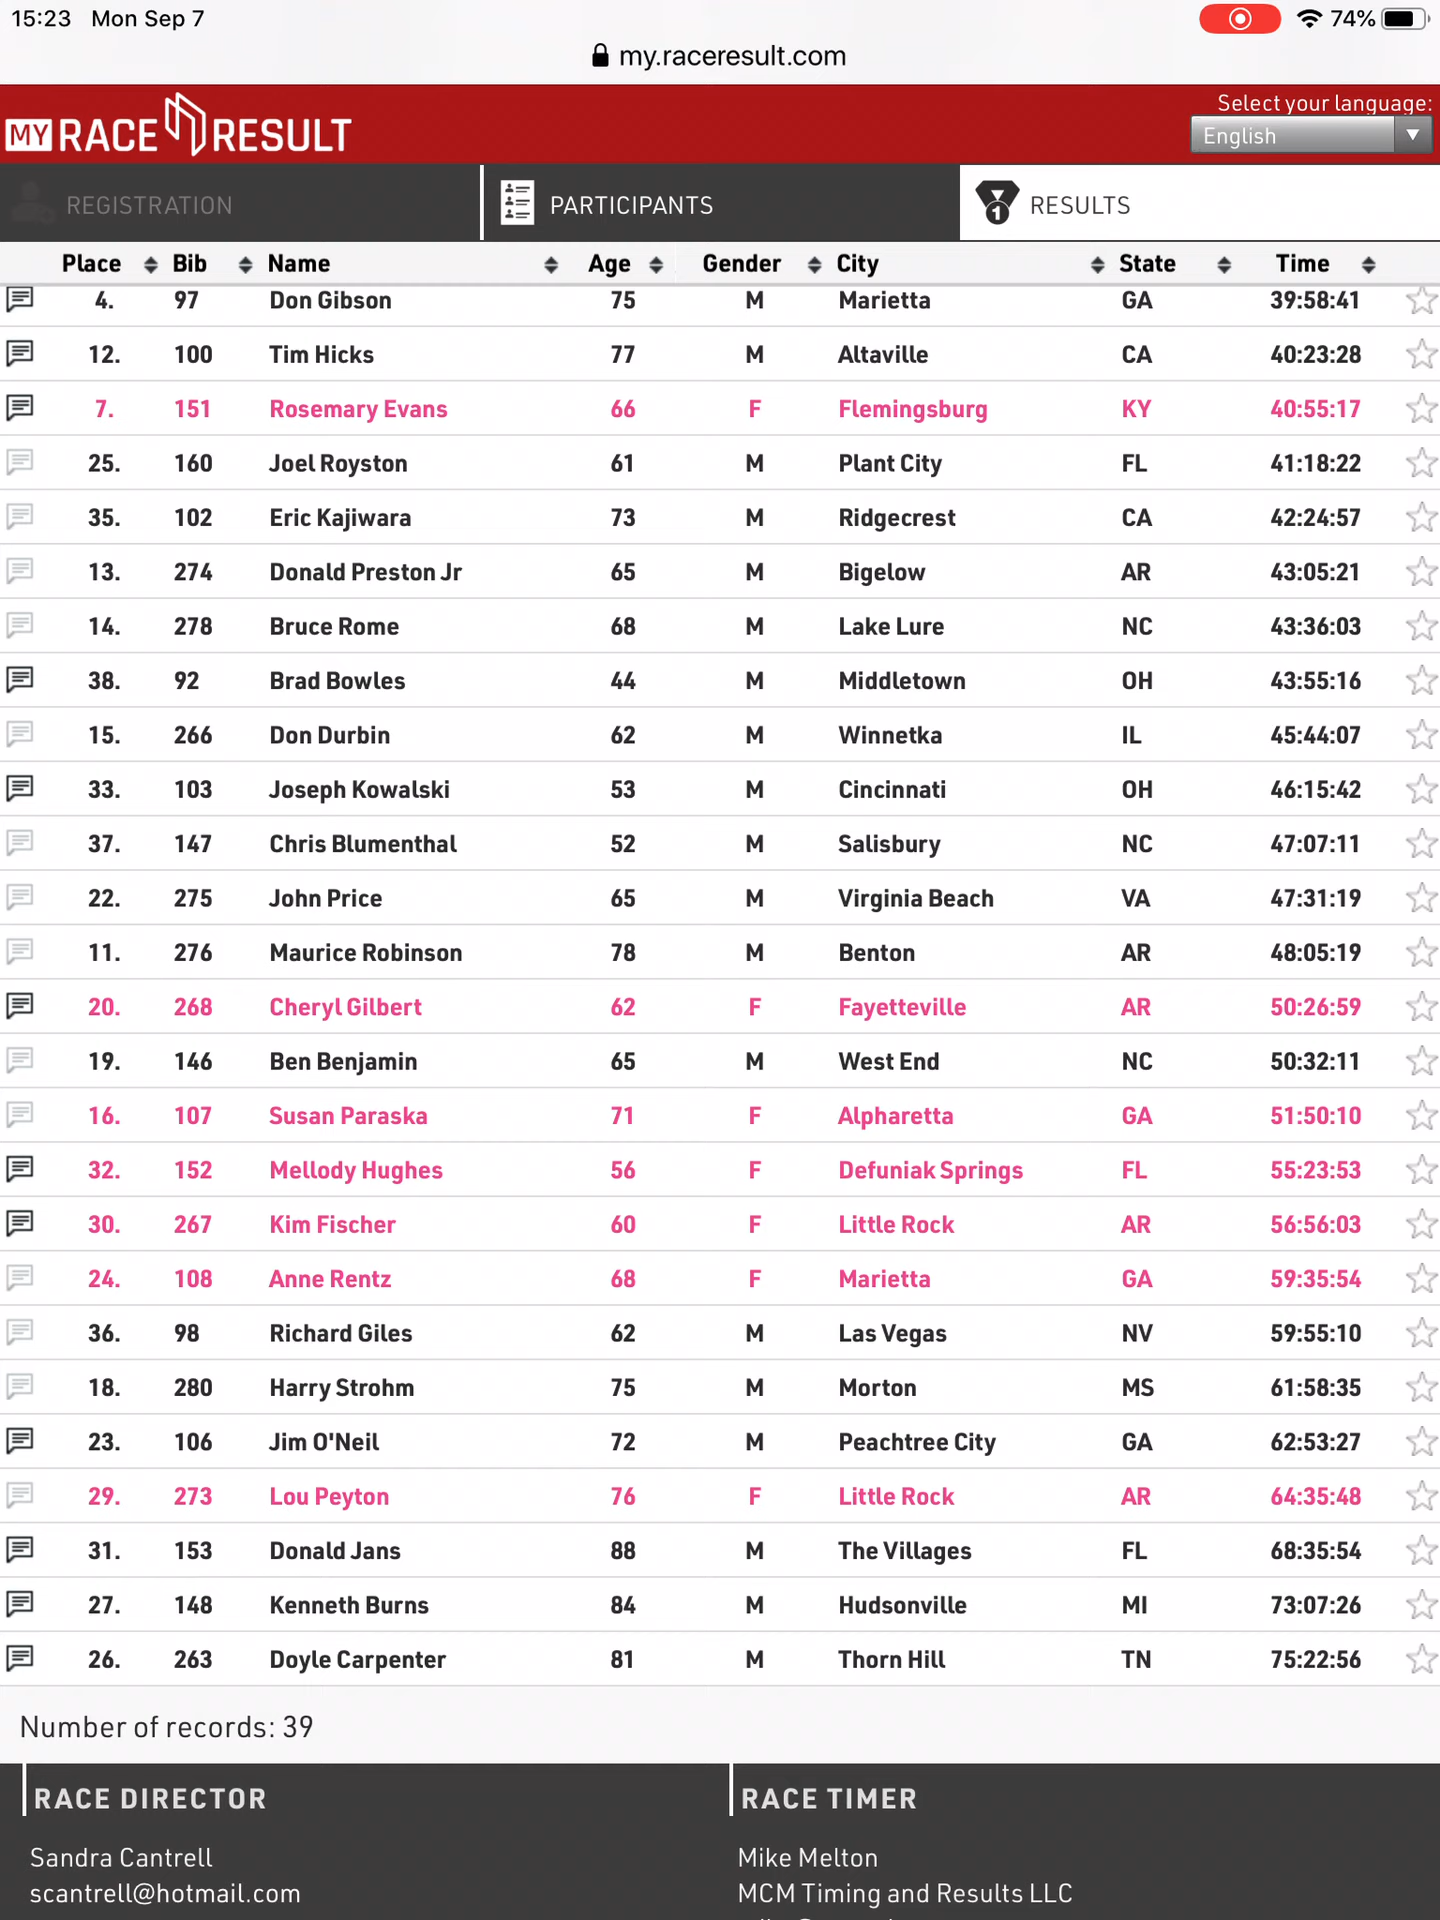 15:23 Mon Sep 7 74%
my.raceresult.com
MY RACE RESULT
Select your language:
English
REGISTRATION PARTICIPANTS 1 RESULTS
Place Bib Name Age Gender City State Time
4. 97 Don Gibson 75 M Marietta GA 39:58:41
12. 100 Tim Hicks 77 M Altaville CA 40:23:28
7. 151 Rosemary Evans 66 F Flemingsburg KY 40:55:17
25. 160 Joel Royston 61 M Plant City FL 41:18:22
35. 102 Eric Kajiwara 73 M Ridgecrest CA 42:24:57
13. 274 Donald Preston Jr 65 M Bigelow AR 43:05:21
14. 278 Bruce Rome 68 M Lake Lure NC 43:36:03
38. 92 Brad Bowles 44 M Middletown OH 43:55:16
15. 266 Don Durbin 62 M Winnetka IL 45:44:07
33. 103 Joseph Kowalski 53 M Cincinnati OH 46:15:42
37. 147 Chris Blumenthal 52 M Salisbury NC 47:07:11
22. 275 John Price 65 M Virginia Beach VA 47:31:19
11. 276 Maurice Robinson 78 M Benton AR 48:05:19
20. 268 Cheryl Gilbert 62 F Fayetteville AR 50:26:59
19. 146 Ben Benjamin 65 M West End NC 50:32:11
16. 107 Susan Paraska 71 F Alpharetta GA 51:50:10
32. 152 Mellody Hughes 56 F Defuniak Springs FL 55:23:53
30. 267 Kim Fischer 60 F Little Rock AR 56:56:03
24. 108 Anne Rentz 68 F Marietta GA 59:35:54
36. 98 Richard Giles 62 M Las Vegas NV 59:55:10
18. 280 Harry Strohm 75 M Morton MS 61:58:35
23. 106 Jim O'Neil 72 M Peachtree City GA 62:53:27
29. 273 Lou Peyton 76 F Little Rock AR 64:35:48
31. 153 Donald Jans 88 M The Villages FL 68:35:54
27. 148 Kenneth Burns 84 M Hudsonville MI 73:07:26
26. 263 Doyle Carpenter 81 M Thorn Hill TN 75:22:56
Number of records: 39
RACE DIRECTOR RACE TIMER
Sandra Cantrell Mike Melton
scantrell@hotmail.com MCM Timing and Results LLC